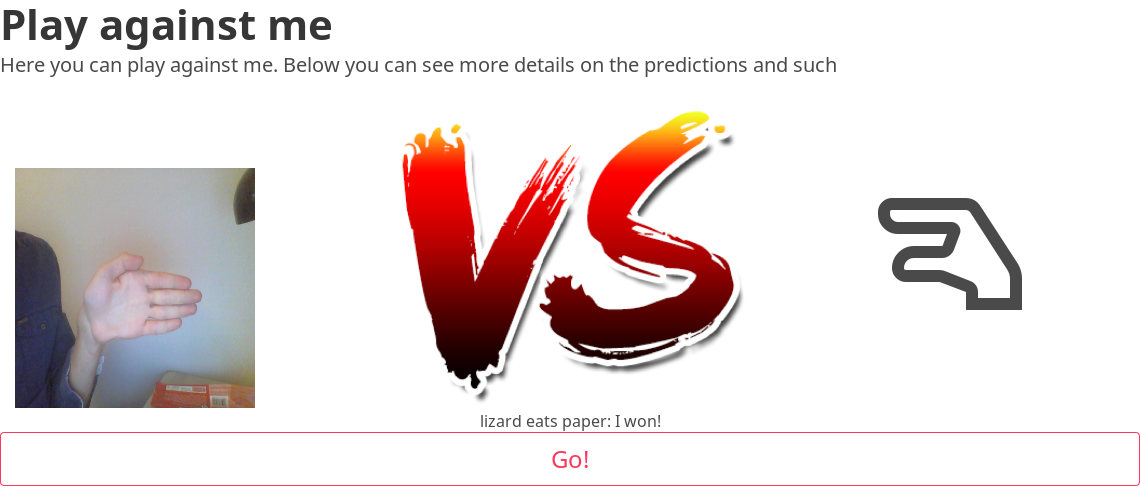 Play against me
Here you can play against me. Below you can see more details on the predictions and such
VS
lizard eats paper: I won!
Go!